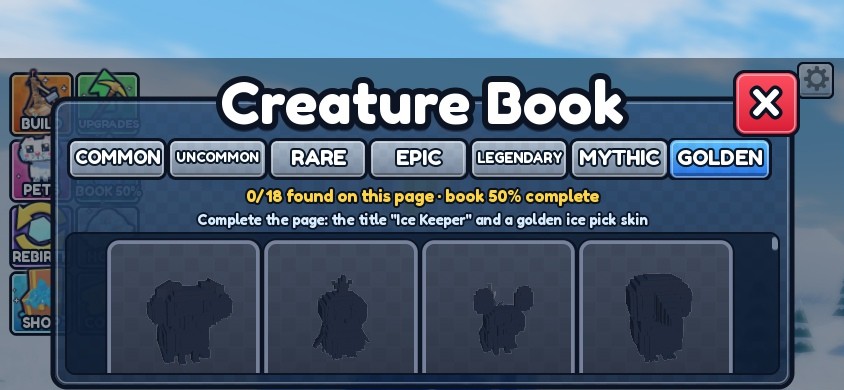 Creature Book
BUIL
UPGRADES
COMMON UNCOMMON RARE EPIC LEGENDARY MYTHIC GOLDEN
PET
BOOK 50%
0/18 found on this page · book 50% complete
Complete the page: the title "Ice Keeper" and a golden ice pick skin
REBIRT
SHO